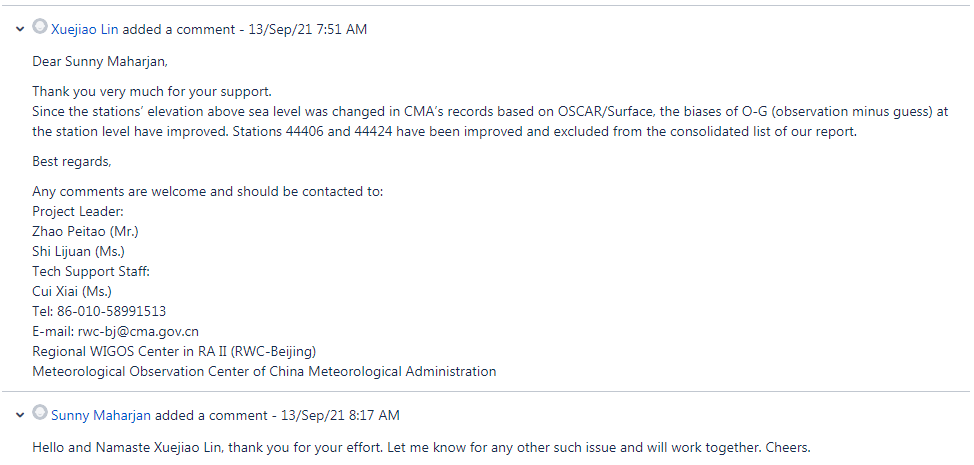 Xuejiao Lin added a comment - 13/Sep/21 7:51 AM
Dear Sunny Maharjan,
Thank you very much for your support.
Since the stations’ elevation above sea level was changed in CMA’s records based on OSCAR/Surface, the biases of O-G (observation minus guess) at
the station level have improved. Stations 44406 and 44424 have been improved and excluded from the consolidated list of our report.
Best regards,
Any comments are welcome and should be contacted to:
Project Leader:
Zhao Peitao (Mr.)
Shi Lijuan (Ms.)
Tech Support Staff:
Cui Xiai (Ms.)
Tel: 86-010-58991513
E-mail: rwc-bj@cma.gov.cn
Regional WIGOS Center in RA II (RWC-Beijing)
Meteorological Observation Center of China Meteorological Administration
Sunny Maharjan added a comment - 13/Sep/21 8:17 AM
Hello and Namaste Xuejiao Lin, thank you for your effort. Let me know for any other such issue and will work together. Cheers.